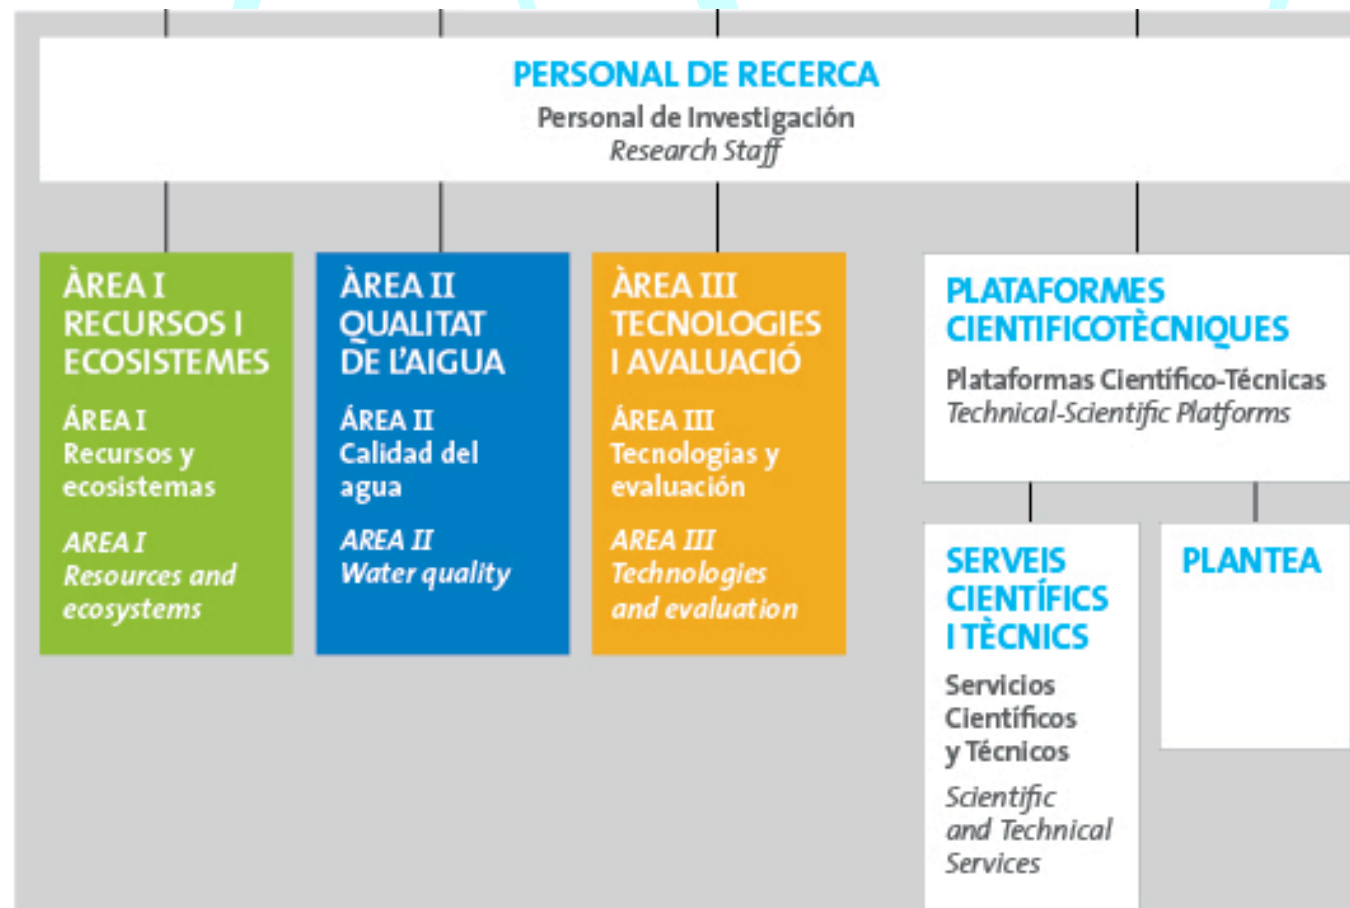 PERSONAL DE RECERCA
Personal de Investigación
Research Staff
ÀREA I
RECURSOS I
ECOSISTEMES
ÁREA I
Recursos y
ecosistemas
AREA I
Resources and
ecosystems
ÀREA II
QUALITAT
DE L'AIGUA
ÁREA II
Calidad del
agua
AREA II
Water quality
ÀREA III
TECNOLOGIES
I AVALUACIÓ
ÁREA III
Tecnologías y
evaluación
AREA III
Technologies
and evaluation
PLATAFORMES
CIENTIFICOTÈCNIQUES
Plataformas Científico-Técnicas
Technical-Scientific Platforms
SERVEIS
CIENTÍFICS
I TÈCNICS
Servicios
Científicos
y Técnicos
Scientific
and Technical
Services
PLANTEA